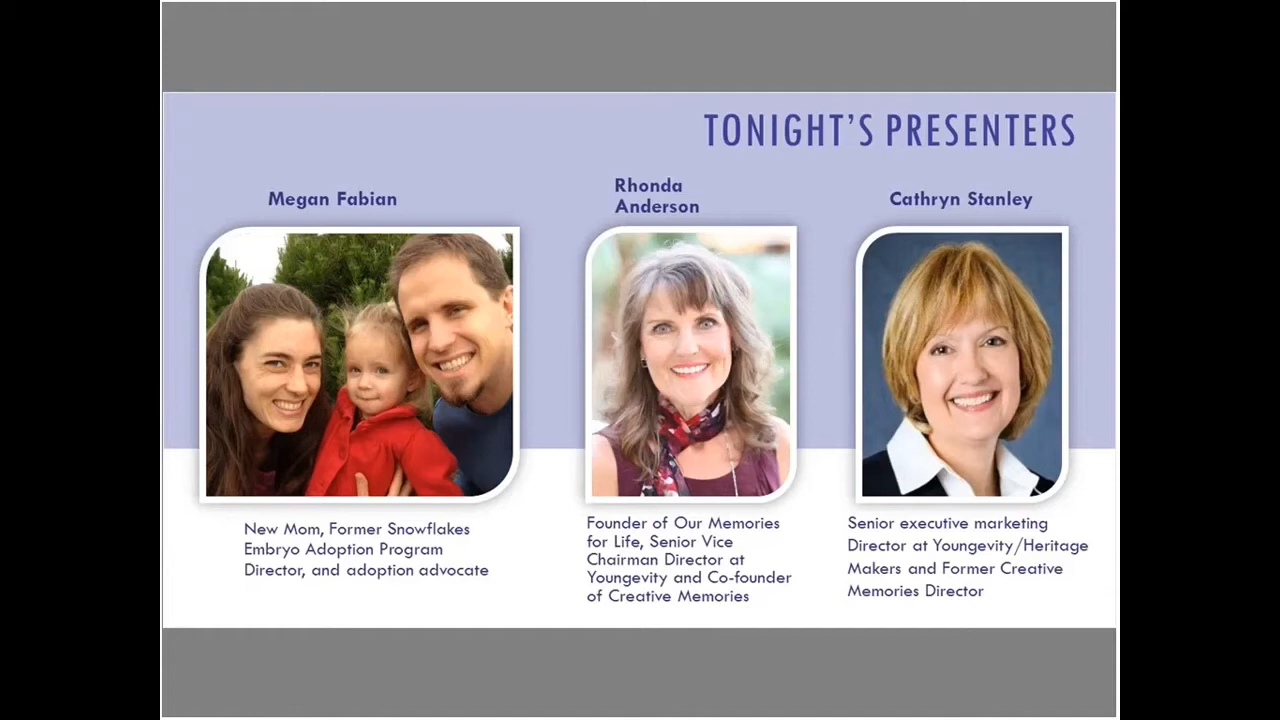 TONIGHT'S PRESENTERS
Megan Fabian
New Mom, Former Snowflakes
Embryo Adoption Program
Director, and adoption advocate
Rhonda
Anderson
Founder of Our Memories
for Life, Senior Vice
Chairman Director at
Youngevity and Co-founder
of Creative Memories
Cathryn Stanley
Senior executive marketing
Director at Youngevity/Heritage
Makers and Former Creative
Memories Director